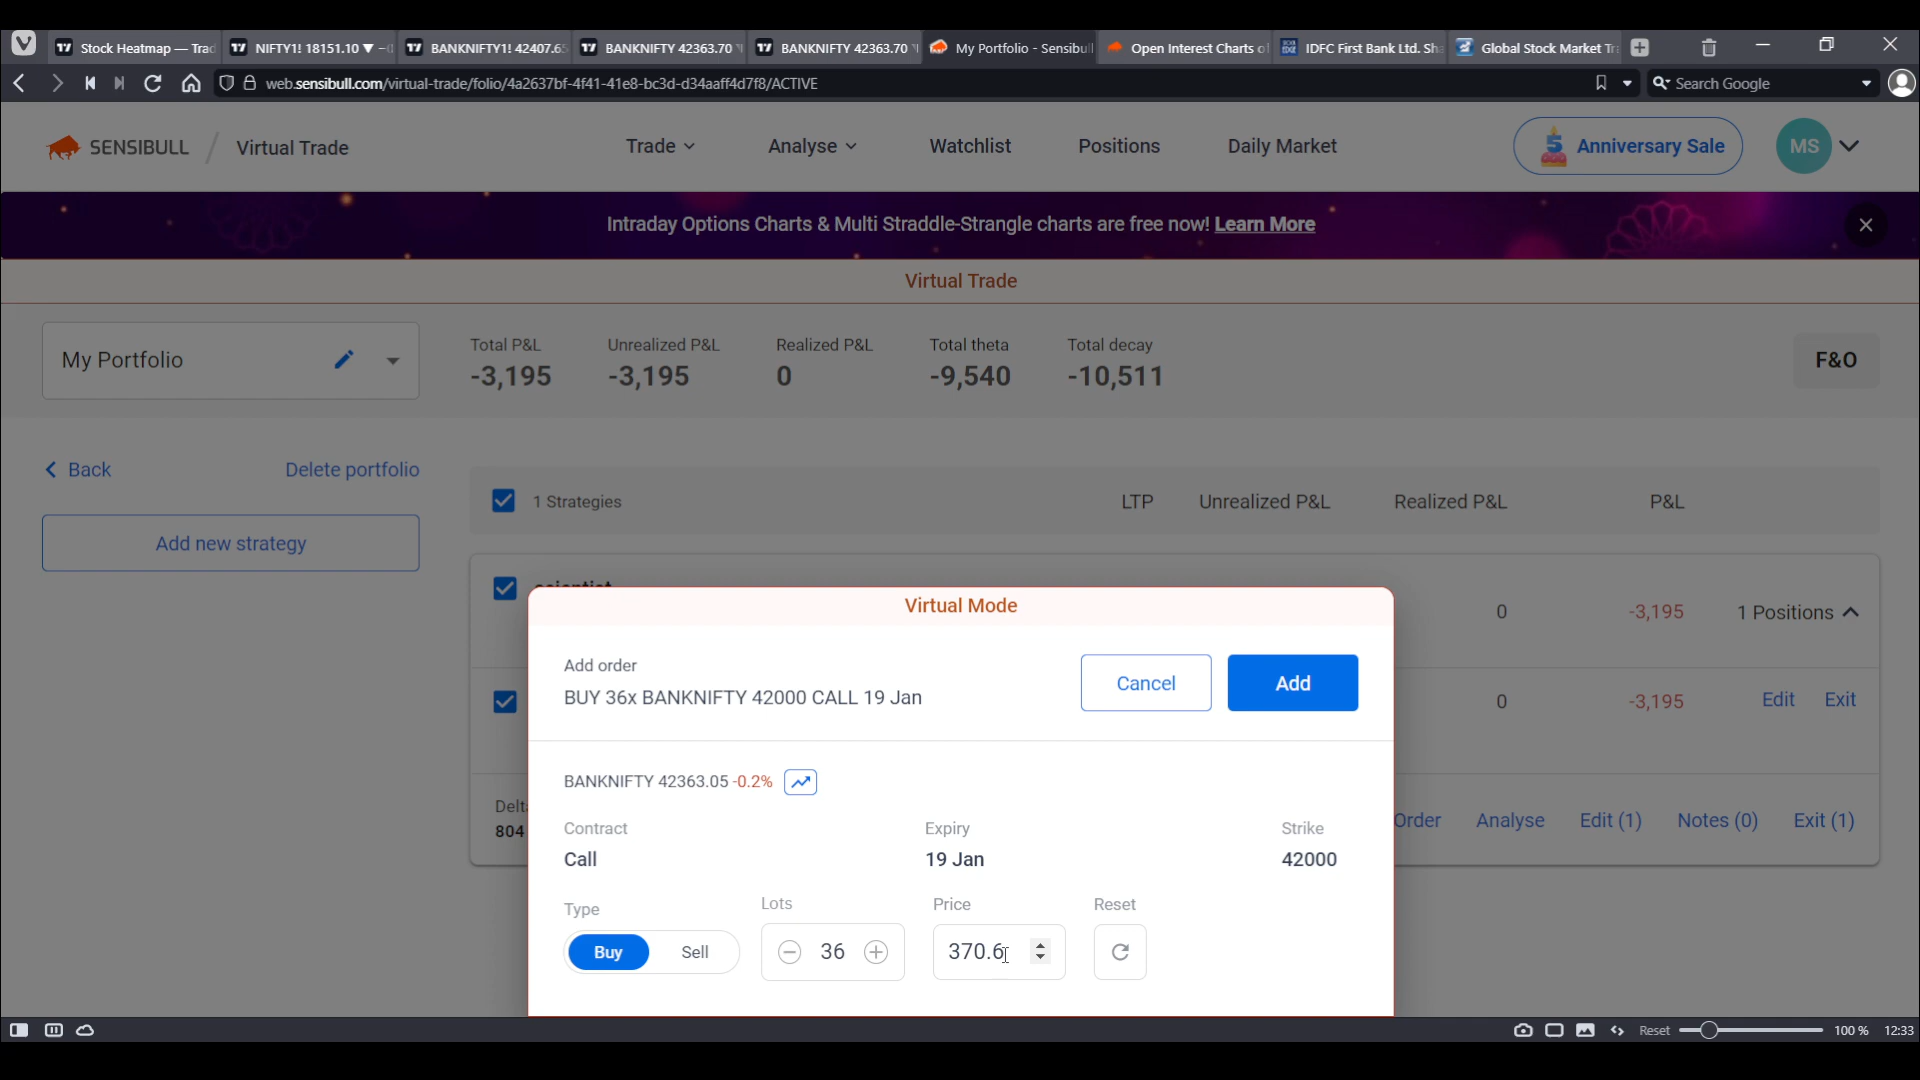 Stock Heatmap — Trad
NIFTY1! 18151.10 ▼ −
BANKNIFTY1! 42407.65
BANKNIFTY 42363.70
BANKNIFTY 42363.70
My Portfolio - Sensibul
Open Interest Charts o
IDFC First Bank Ltd. Sh
Global Stock Market Tr
web.sensibull.com/virtual-trade/folio/4a2637bf-4f41-41e8-bc3d-d34aaff4d7f8/ACTIVE
Search Google
SENSIBULL / Virtual Trade
Trade
Analyse
Watchlist
Positions
Daily Market
5 Anniversary Sale
MS
Intraday Options Charts & Multi Straddle-Strangle charts are free now! Learn More
Virtual Trade
My Portfolio
Total P&L
-3,195
Unrealized P&L
-3,195
Realized P&L
0
Total theta
-9,540
Total decay
-10,511
F&O
Back
Delete portfolio
Add new strategy
1 Strategies
LTP
Unrealized P&L
Realized P&L
P&L
0
-3,195
1 Positions
0
-3,195
Edit
Exit
Delt
804
Order
Analyse
Edit (1)
Notes (0)
Exit (1)
Virtual Mode
Add order
BUY 36x BANKNIFTY 42000 CALL 19 Jan
Cancel
Add
BANKNIFTY 42363.05 -0.2%
Contract
Call
Expiry
19 Jan
Strike
42000
Type
Buy
Sell
Lots
36
Price
370.6
Reset
Reset
100 %
12:33